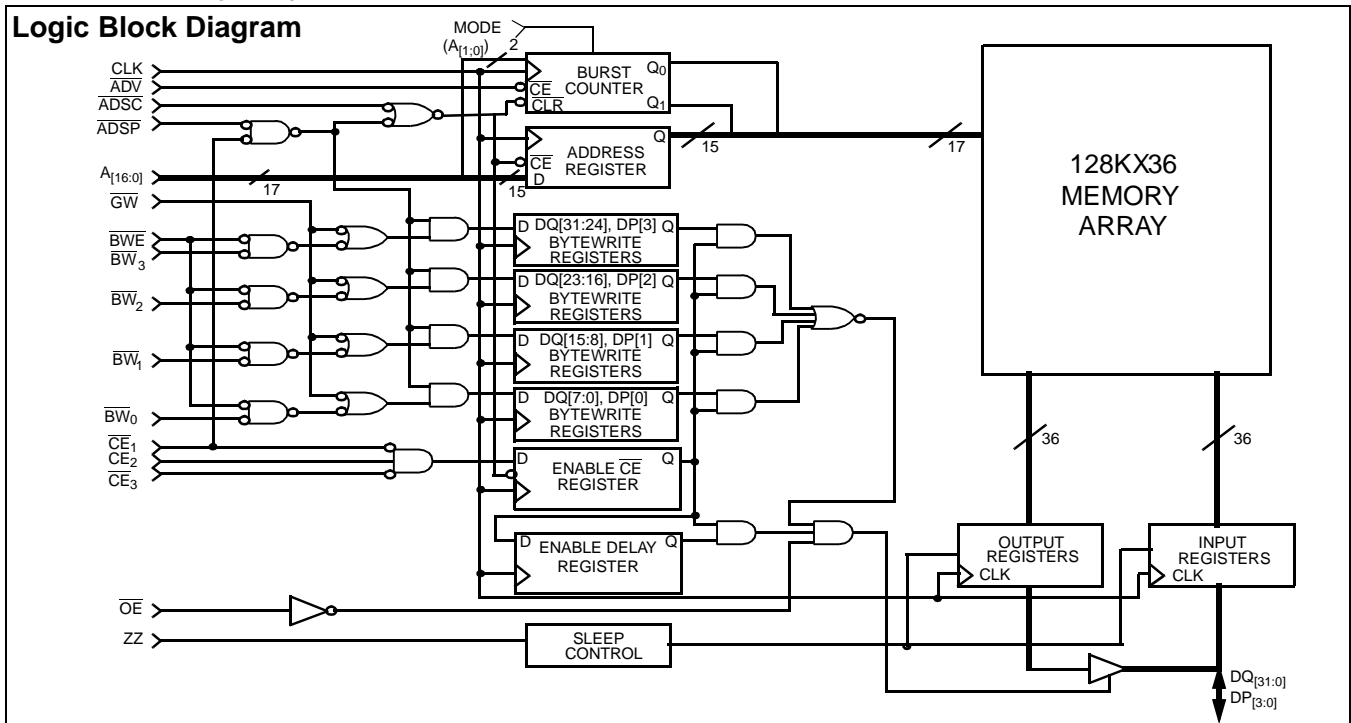 Logic Block Diagram
MODE
(A[1;0])
2
CLK
ADV
ADSC
ADSP
A[16:0]
17
GW
BWE
BW3
BW2
BW1
BW0
CE1
CE2
CE3
OE
ZZ
BURST
COUNTER
CE
CLR
Q0
Q1
ADDRESS
REGISTER
CE
D
Q
15
15
17
128KX36
MEMORY
ARRAY
D DQ[31:24], DP[3] Q
BYTEWRITE
REGISTERS
D DQ[23:16], DP[2] Q
BYTEWRITE
REGISTERS
D DQ[15:8], DP[1] Q
BYTEWRITE
REGISTERS
D DQ[7:0], DP[0] Q
BYTEWRITE
REGISTERS
D ENABLE CE Q
REGISTER
D ENABLE DELAY Q
REGISTER
SLEEP
CONTROL
36
36
OUTPUT
REGISTERS
CLK
INPUT
REGISTERS
CLK
DQ[31:0]
DP[3:0]